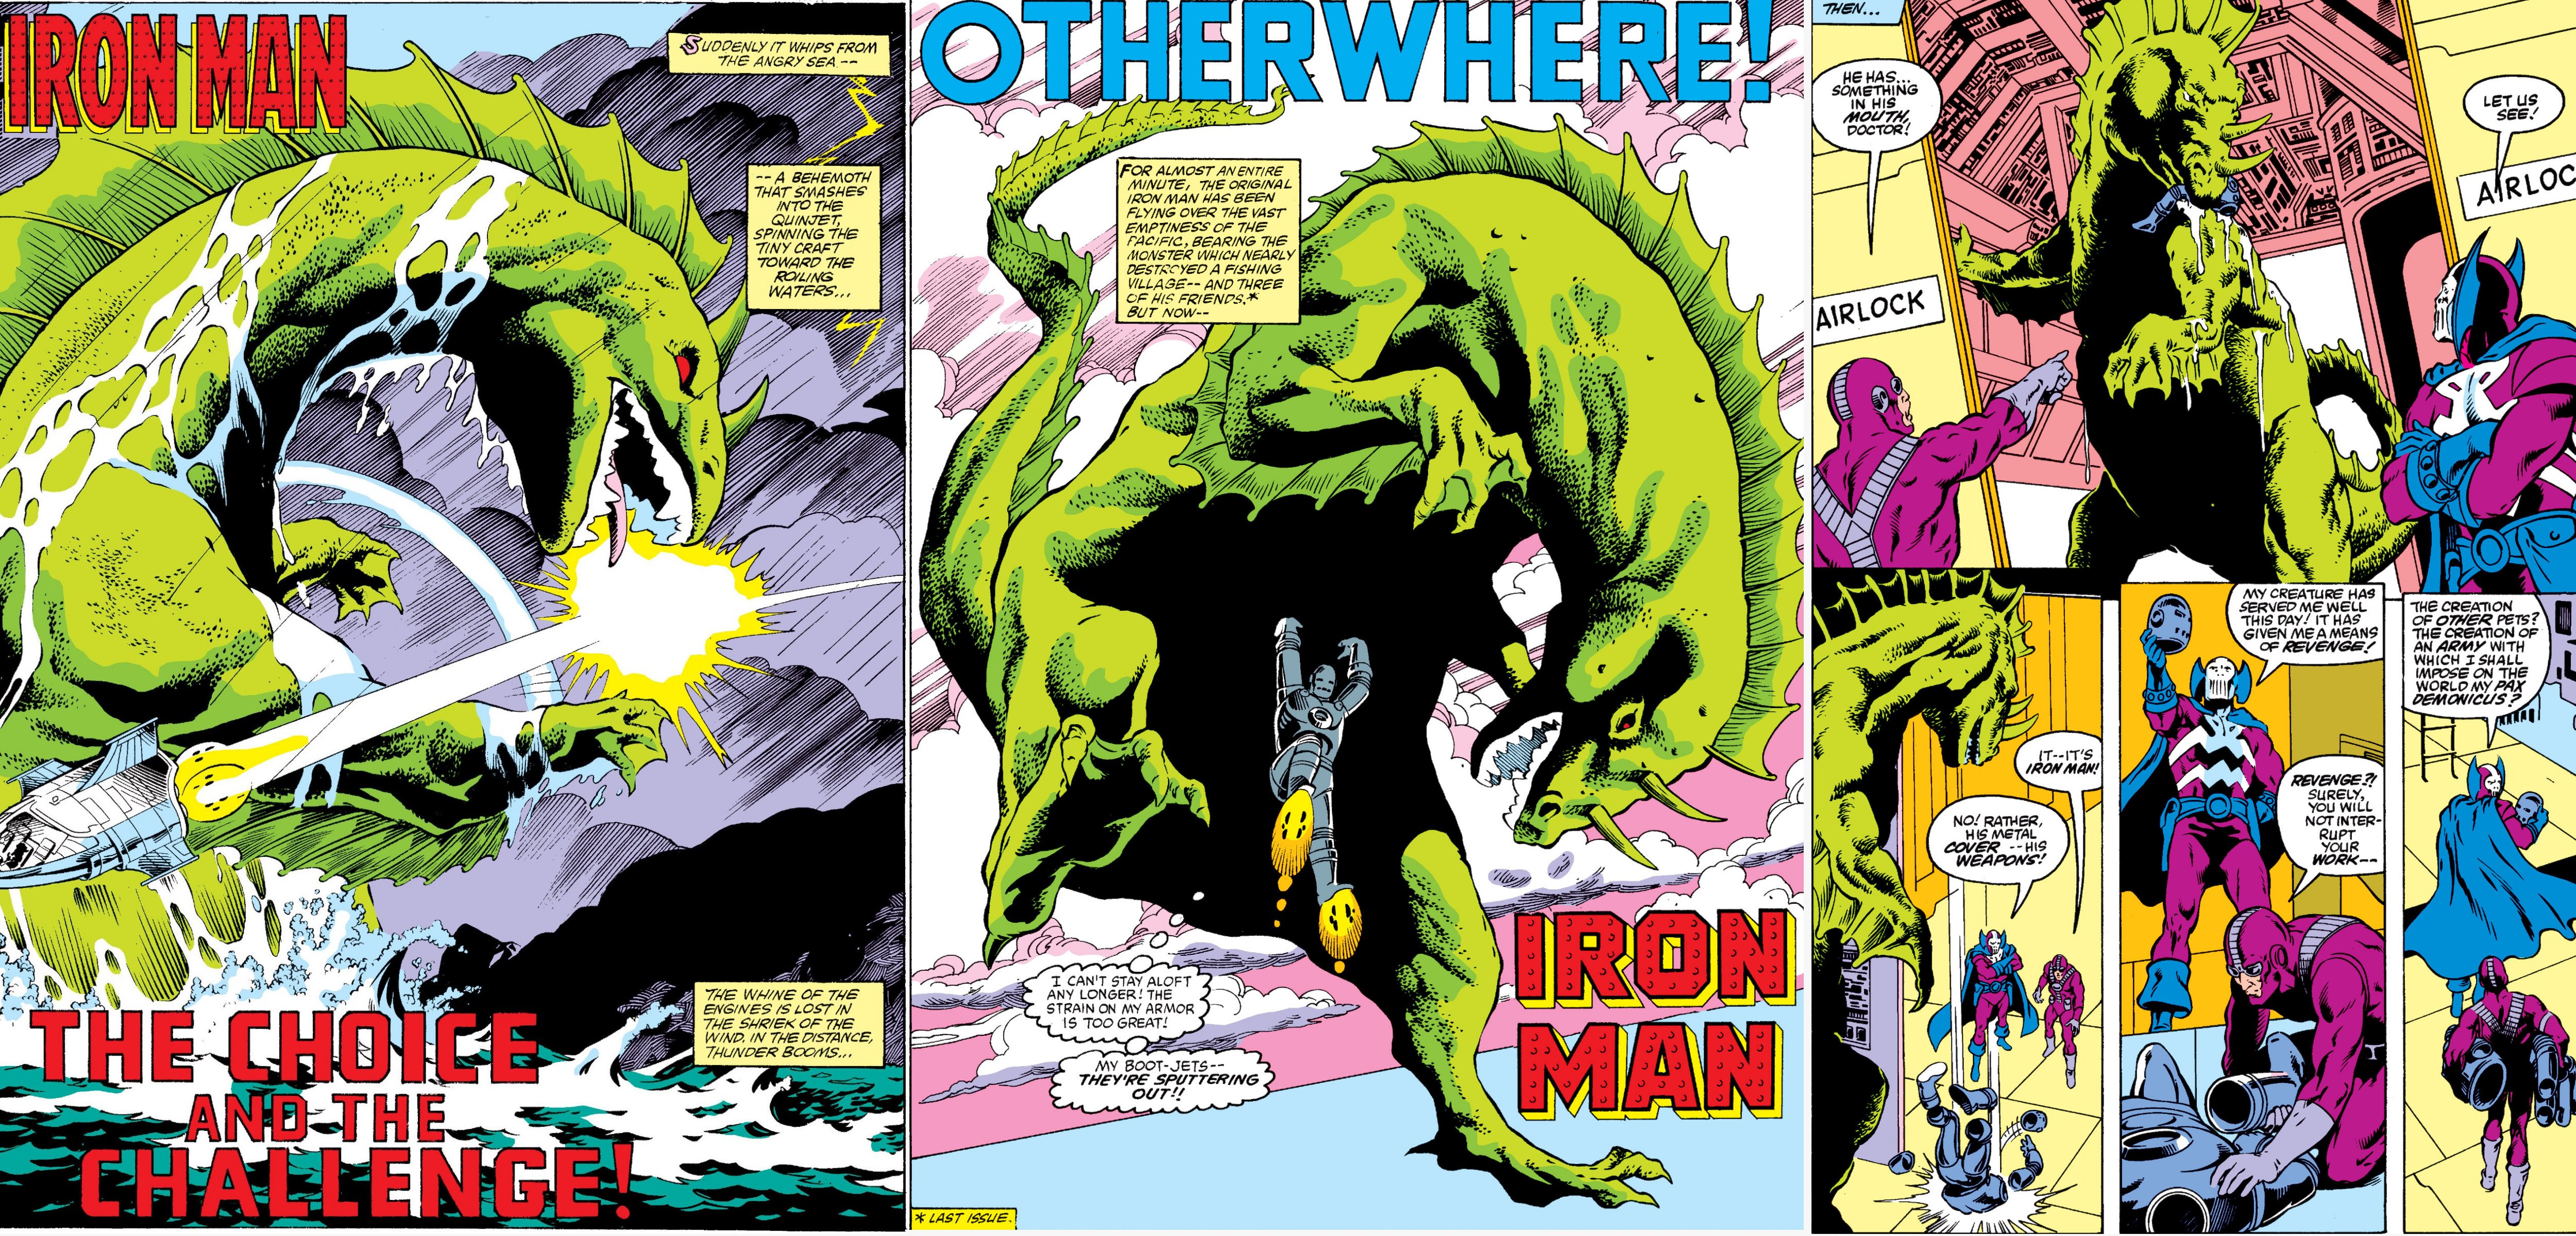 IRON MAN
SUDDENLY IT WHIPS FROM
THE ANGRY SEA--
-- A BEHEMOTH
THAT SMASHES
INTO THE
QUINJET,
SPINNING THE
TINY CRAFT
TOWARD THE
ROILING
WATERS...
THE WHINE OF THE
ENGINES IS LOST IN
THE SHRIEK OF THE
WIND. IN THE DISTANCE,
THUNDER BOOMS...
THE CHOICE
AND THE
CHALLENGE!
OTHERWHERE!
FOR ALMOST AN ENTIRE
MINUTE, THE ORIGINAL
IRON MAN HAS BEEN
FLYING OVER THE VAST
EMPTINESS OF THE
PACIFIC, BEARING THE
MONSTER WHICH NEARLY
DESTROYED A FISHING
VILLAGE-- AND THREE
OF HIS FRIENDS.*
BUT NOW--
I CAN'T STAY ALOFT
ANY LONGER! THE
STRAIN ON MY ARMOR
IS TOO GREAT!
MY BOOT-JETS--
THEY'RE SPUTTERING
OUT!!
IRON
MAN
* LAST ISSUE.
THEN...
HE HAS...
SOMETHING
IN HIS
MOUTH,
DOCTOR!
LET US
SEE!
AIRLOCK
AIRLOC
IT--IT'S
IRON MAN!
NO! RATHER,
HIS METAL
COVER --HIS
WEAPONS!
MY CREATURE HAS
SERVED ME WELL
THIS DAY! IT HAS
GIVEN ME A MEANS
OF REVENGE!
REVENGE?!
SURELY,
YOU WILL
NOT INTER-
RUPT
YOUR
WORK--
THE CREATION
OF OTHER PETS?
THE CREATION OF
AN ARMY WITH
WHICH I SHALL
IMPOSE ON THE
WORLD MY PAX
DEMONICUS?